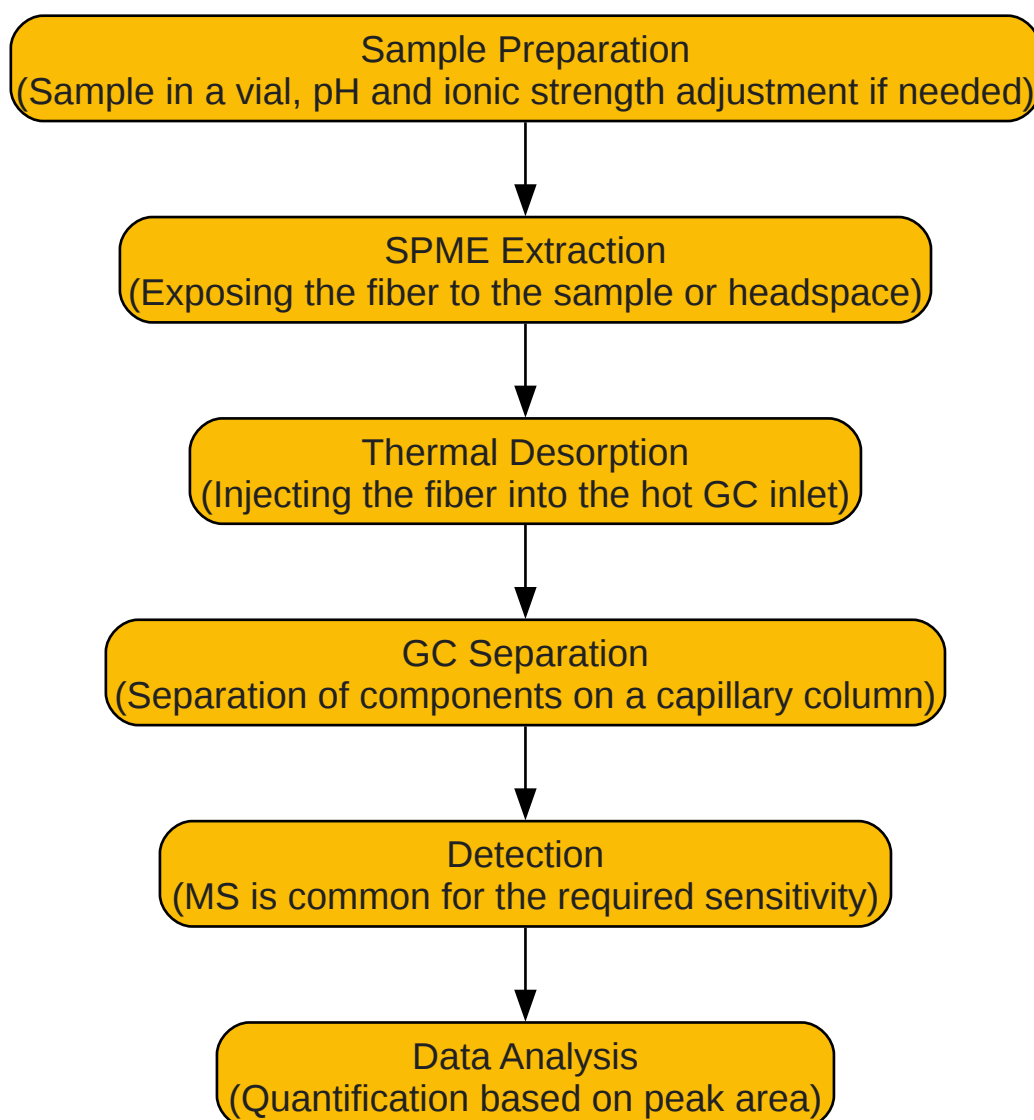 Sample Preparation
(Sample in a vial, pH and ionic strength adjustment if needed)
SPME Extraction
(Exposing the fiber to the sample or headspace)
Thermal Desorption
(Injecting the fiber into the hot GC inlet)
GC Separation
(Separation of components on a capillary column)
Detection
(MS is common for the required sensitivity)
Data Analysis
(Quantification based on peak area)